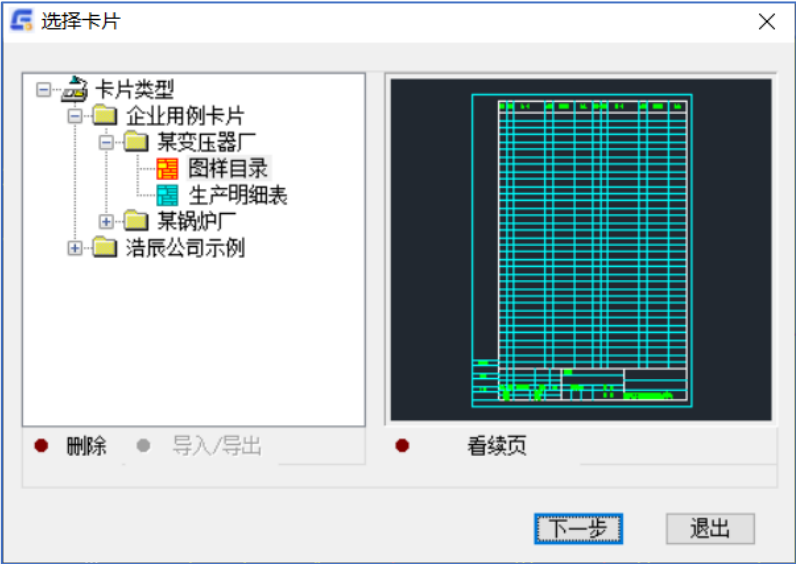 选择卡片
卡片类型
企业用例卡片
某变压器厂
图样目录
生产明细表
某锅炉厂
浩辰公司示例
删除 导入/导出 看续页
下一步 退出